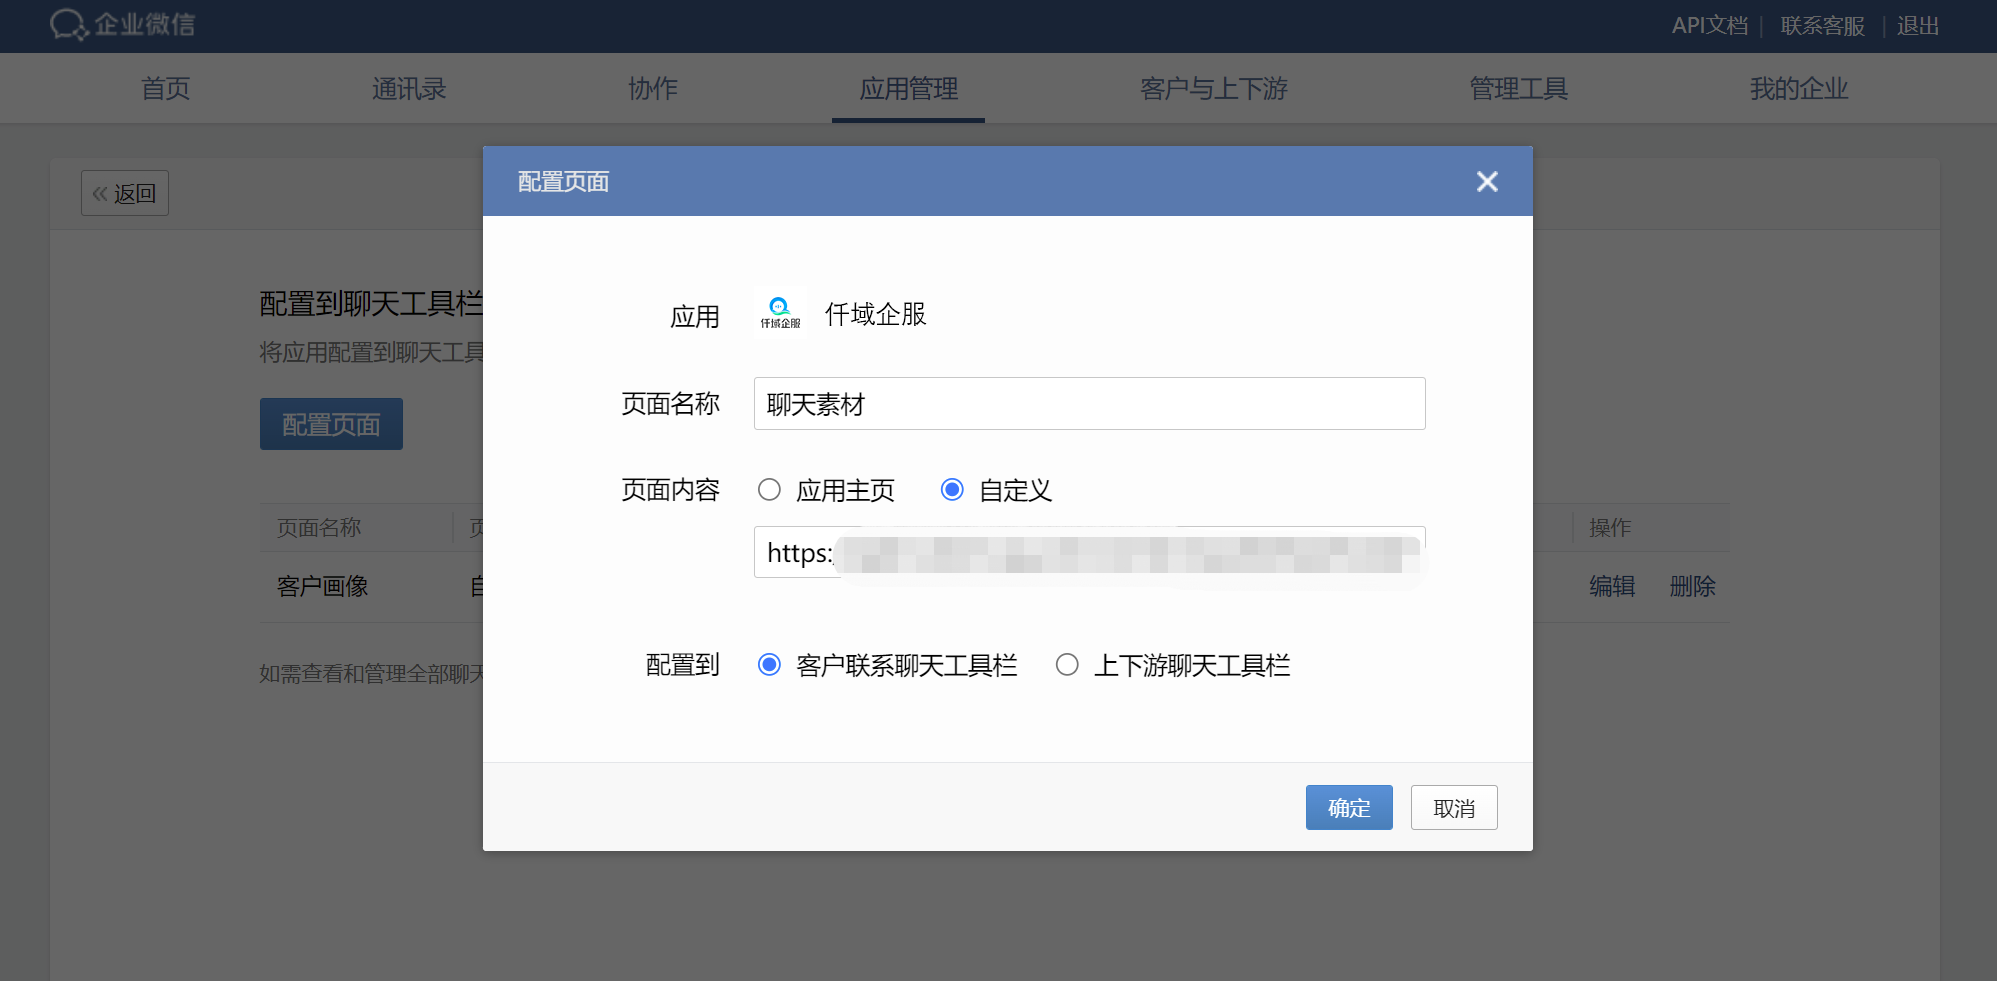 企业微信
API文档 | 联系客服 | 退出
首页 通讯录 协作 应用管理 客户与上下游 管理工具 我的企业
« 返回
配置到聊天工具栏
将应用配置到聊天工具
配置页面
页面名称 页
操作
客户画像
编辑 删除
如需查看和管理全部聊天
配置页面
应用 仟域企服 仟域企服
页面名称 聊天素材
页面内容 应用主页 自定义
https:
配置到 客户联系聊天工具栏 上下游聊天工具栏
确定 取消